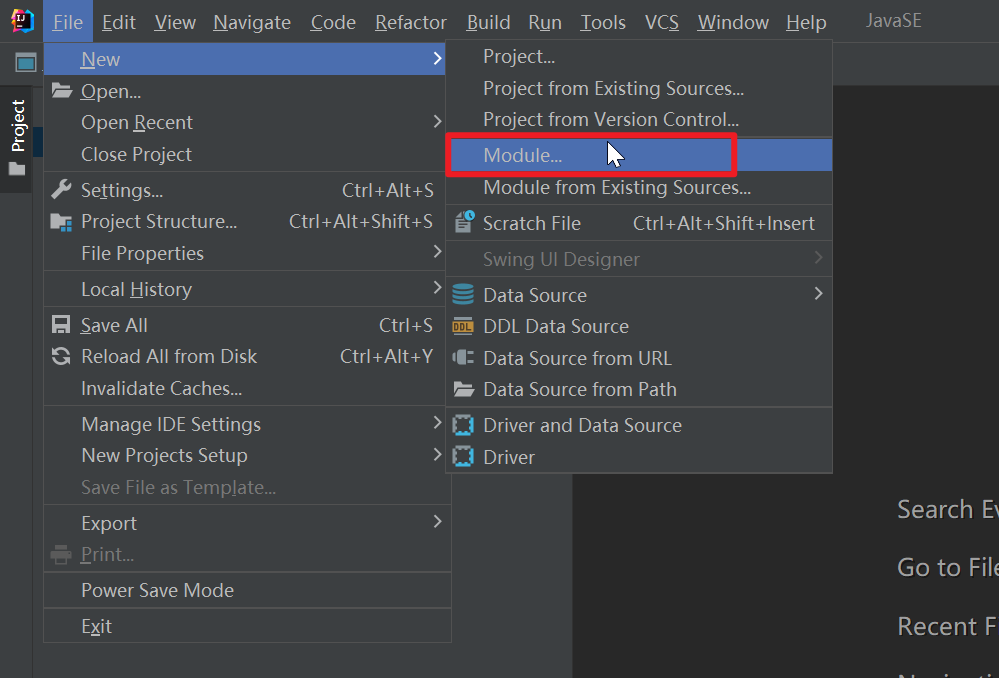 File Edit View Navigate Code Refactor Build Run Tools VCS Window Help JavaSE
Project
New
Open...
Open Recent
Close Project
Settings... Ctrl+Alt+S
Project Structure... Ctrl+Alt+Shift+S
File Properties
Local History
Save All Ctrl+S
Reload All from Disk Ctrl+Alt+Y
Invalidate Caches...
Manage IDE Settings
New Projects Setup
Save File as Template...
Export
Print...
Power Save Mode
Exit
Project...
Project from Existing Sources...
Project from Version Control...
Module...
Module from Existing Sources...
Scratch File Ctrl+Alt+Shift+Insert
Swing UI Designer
Data Source
DDL Data Source
Data Source from URL
Data Source from Path
Driver and Data Source
Driver
Search Ev
Go to File
Recent F